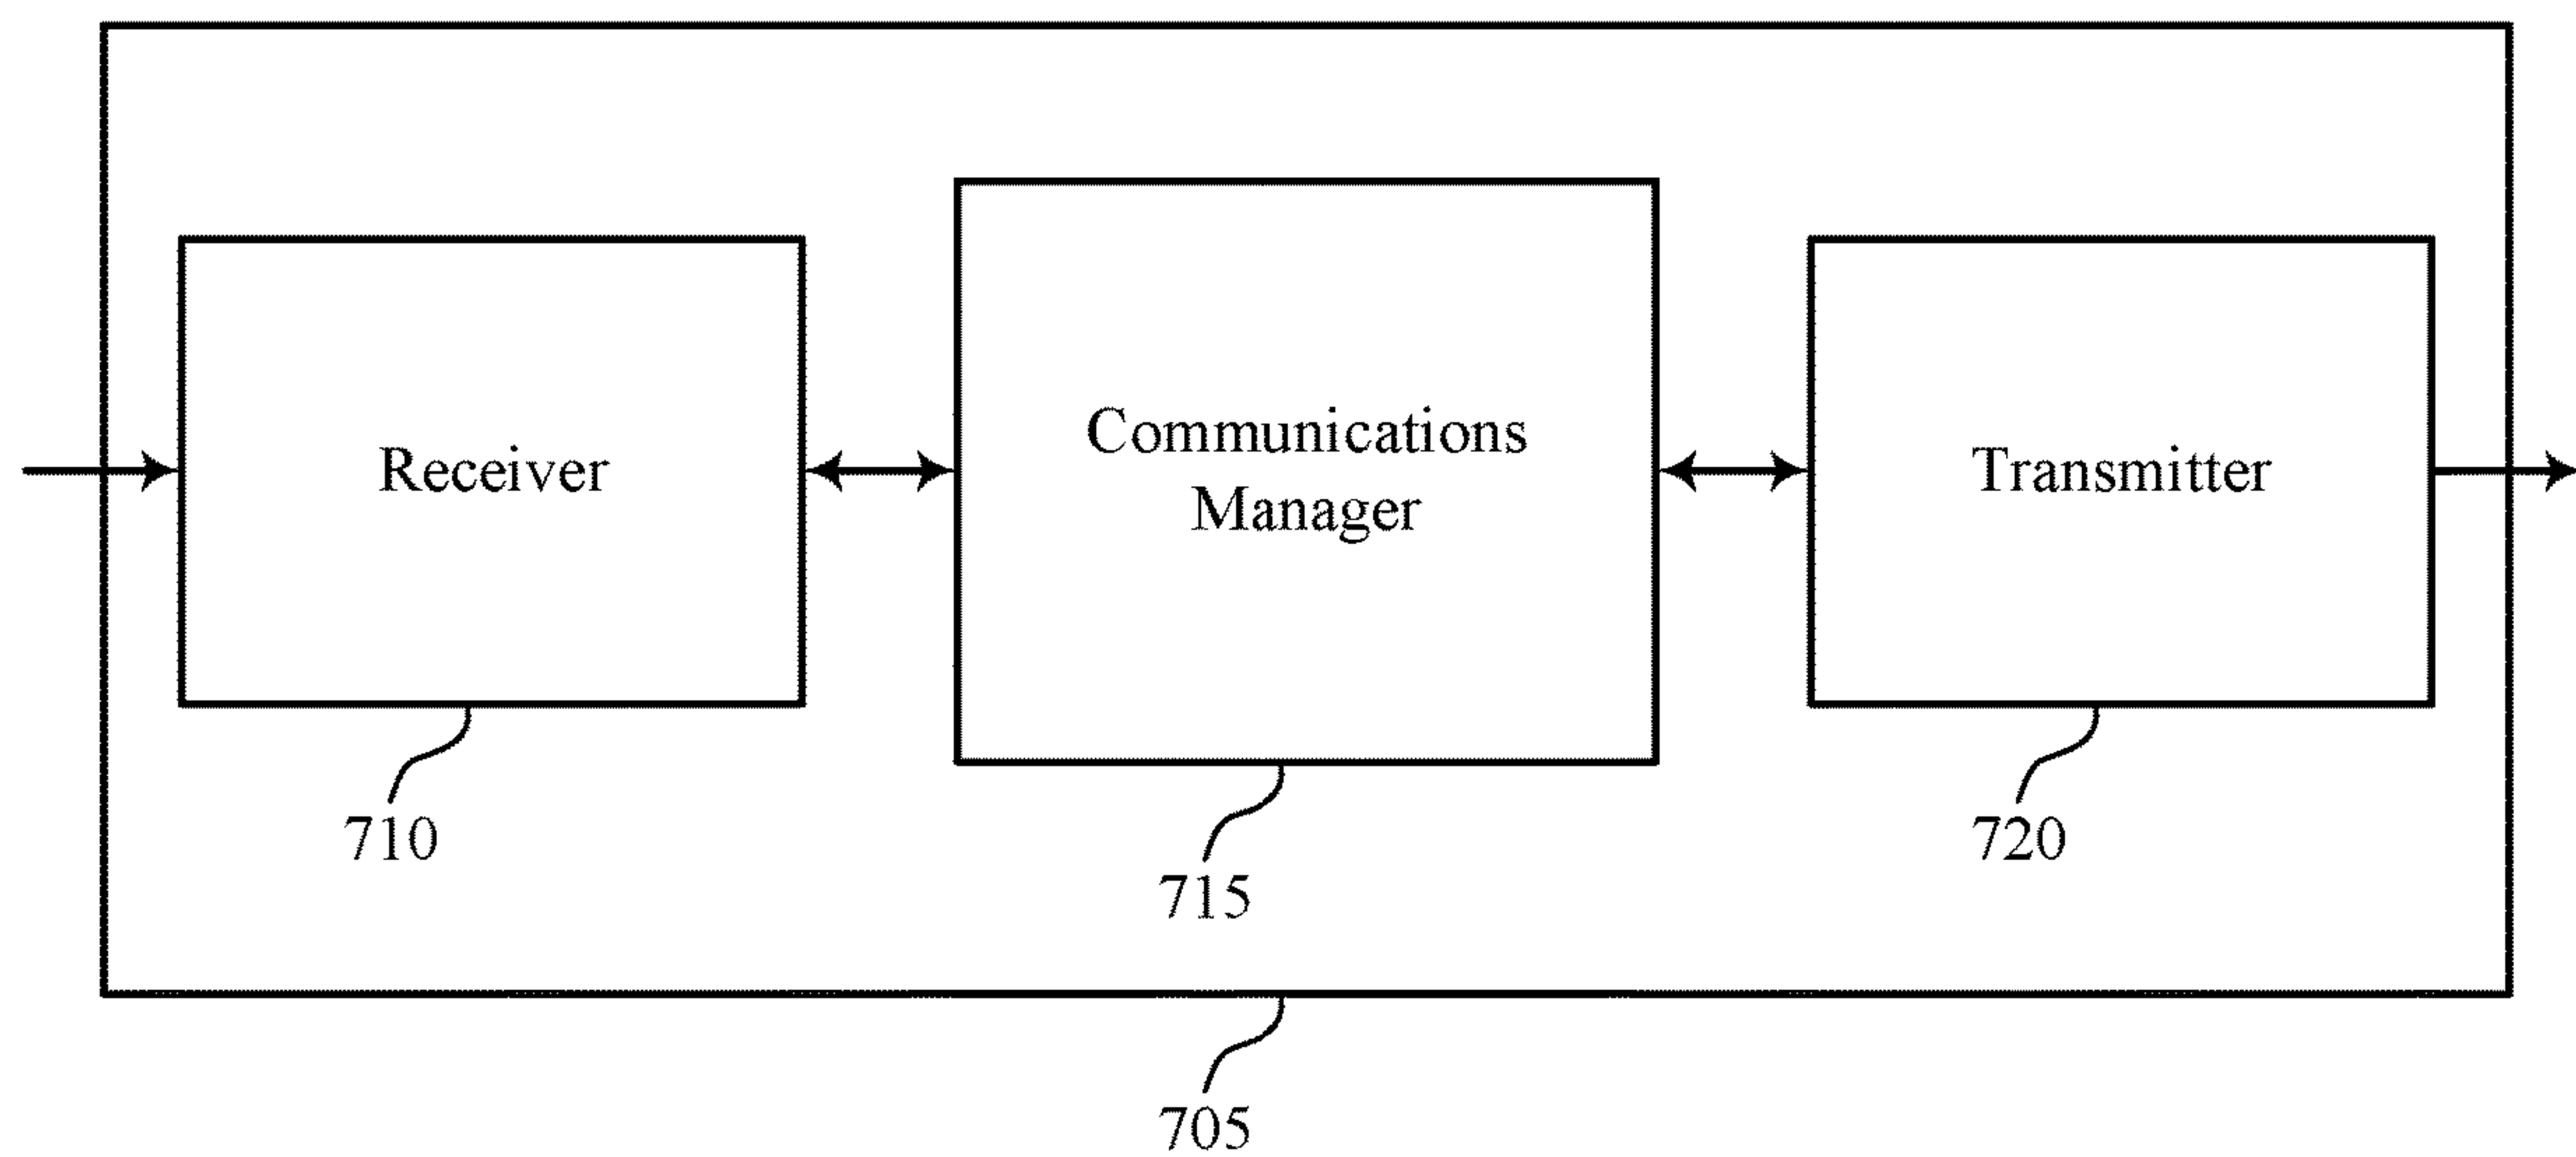 Receiver
Communications
Manager
Transmitter
710
715
720
705